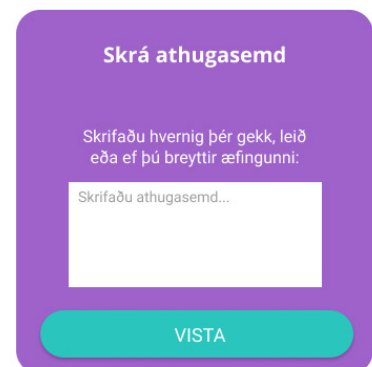 Skrá athugasemd
Skrifaðu hvernig þér gekk, leið
eða ef þú breyttir æfingunni:
Skrifaðu athugasemd...
VISTA